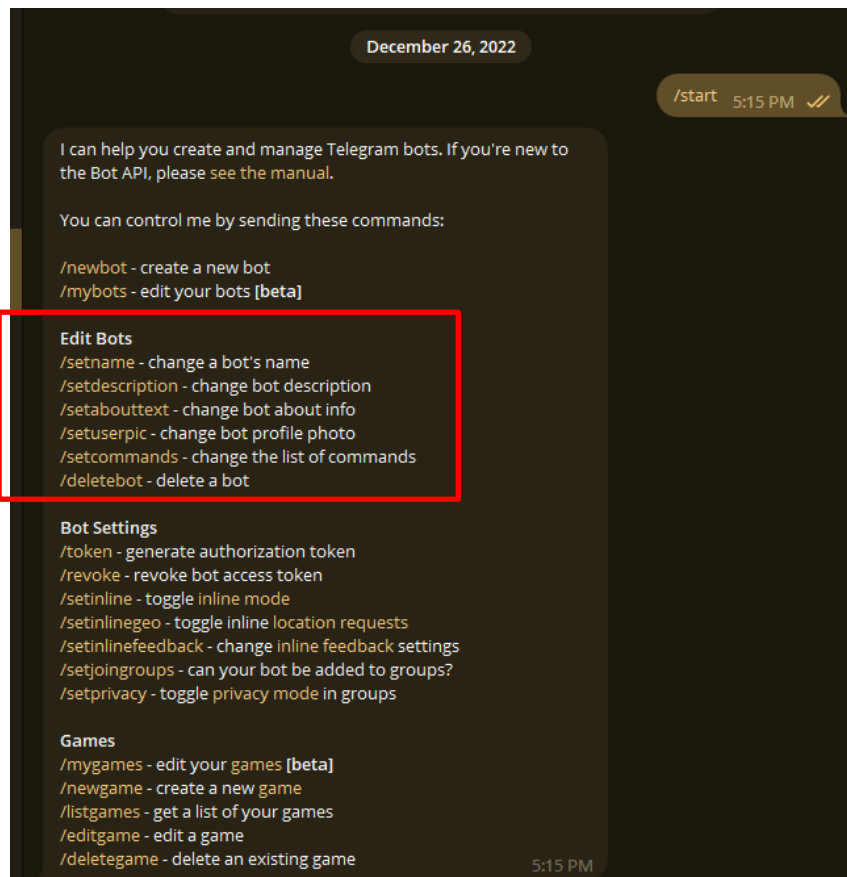 December 26, 2022
/start 5:15 PM
I can help you create and manage Telegram bots. If you're new to
the Bot API, please see the manual.
You can control me by sending these commands:
/newbot - create a new bot
/mybots - edit your bots [beta]
Edit Bots
/setname - change a bot's name
/setdescription - change bot description
/setabouttext - change bot about info
/setuserpic - change bot profile photo
/setcommands - change the list of commands
/deletebot - delete a bot
Bot Settings
/token - generate authorization token
/revoke - revoke bot access token
/setinline - toggle inline mode
/setinlinegeo - toggle inline location requests
/setinlinefeedback - change inline feedback settings
/setjoingroups - can your bot be added to groups?
/setprivacy - toggle privacy mode in groups
Games
/mygames - edit your games [beta]
/newgame - create a new game
/listgames - get a list of your games
/editgame - edit a game
/deletegame - delete an existing game
5:15 PM